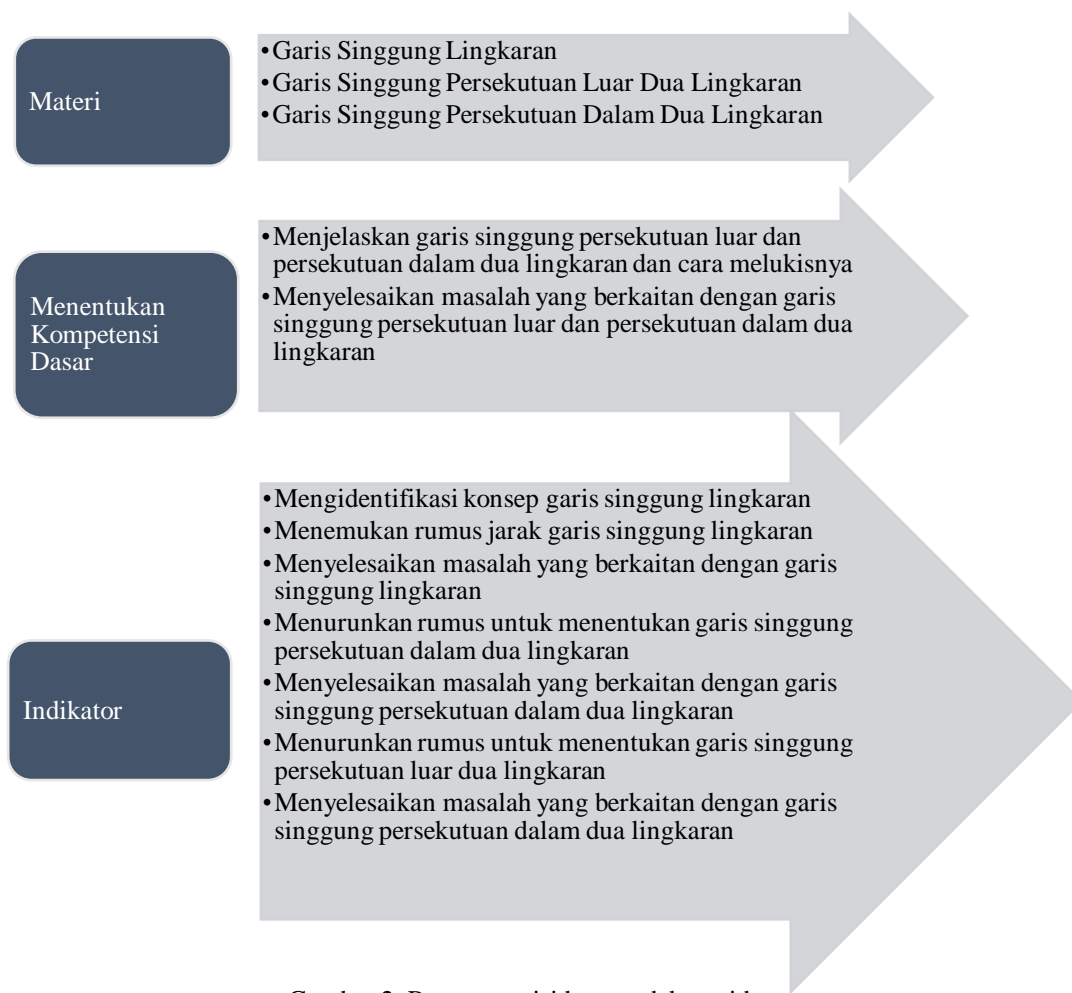 Materi
•Garis Singgung Lingkaran
•Garis Singgung Persekutuan Luar Dua Lingkaran
•Garis Singgung Persekutuan Dalam Dua Lingkaran
Menentukan
Kompetensi
Dasar
•Menjelaskan garis singgung persekutuan luar dan
persekutuan dalam dua lingkaran dan cara melukisnya
•Menyelesaikan masalah yang berkaitan dengan garis
singgung persekutuan luar dan persekutuan dalam dua
lingkaran
Indikator
•Mengidentifikasi konsep garis singgung lingkaran
•Menemukan rumus jarak garis singgung lingkaran
•Menyelesaikan masalah yang berkaitan dengan garis
singgung lingkaran
•Menurunkan rumus untuk menentukan garis singgung
persekutuan dalam dua lingkaran
•Menyelesaikan masalah yang berkaitan dengan garis
singgung persekutuan dalam dua lingkaran
•Menurunkan rumus untuk menentukan garis singgung
persekutuan luar dua lingkaran
•Menyelesaikan masalah yang berkaitan dengan garis
singgung persekutuan dalam dua lingkaran